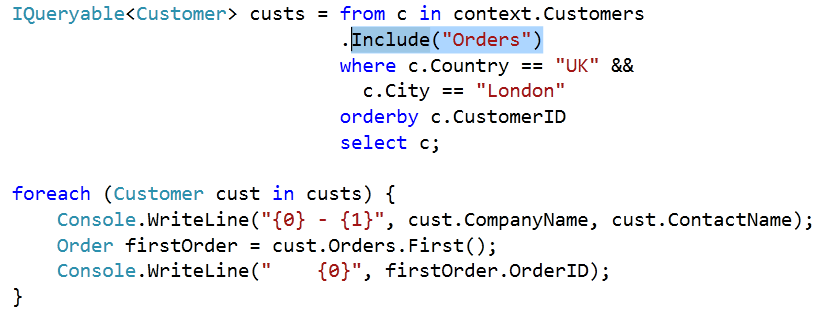 IQueryable<Customer> custs = from c in context.Customers
.Include("Orders")
where c.Country == "UK" &&
c.City == "London"
orderby c.CustomerID
select c;
foreach (Customer cust in custs) {
Console.WriteLine("{0} - {1}", cust.CompanyName, cust.ContactName);
Order firstOrder = cust.Orders.First();
Console.WriteLine("    {0}", firstOrder.OrderID);
}